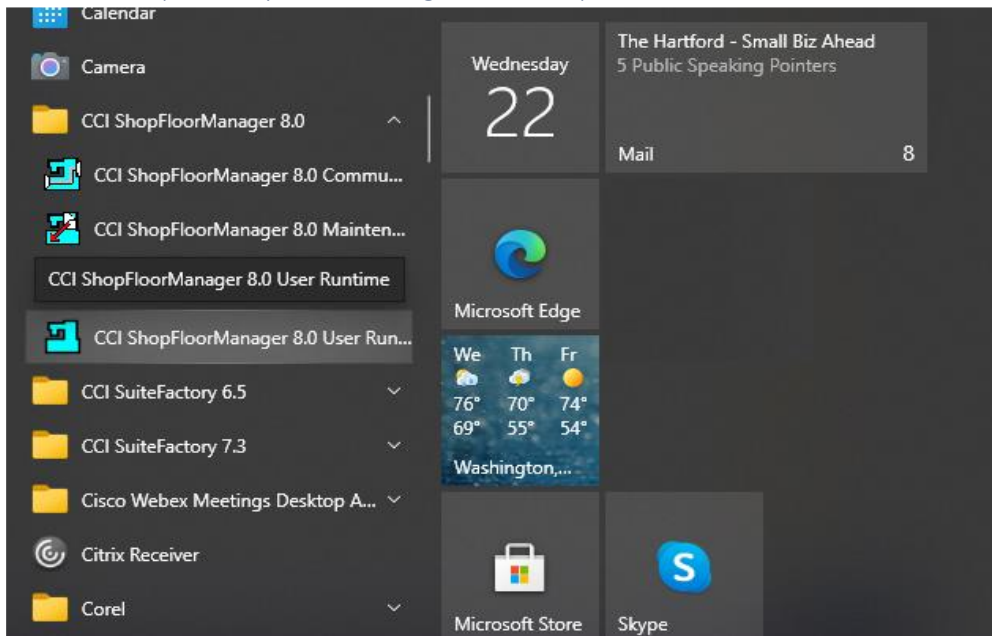 Calendar
Camera
CCI ShopFloorManager 8.0
CCI ShopFloorManager 8.0 Commu...
CCI ShopFloorManager 8.0 Mainten...
CCI ShopFloorManager 8.0 User Runtime
CCI ShopFloorManager 8.0 User Run...
CCI SuiteFactory 6.5
CCI SuiteFactory 7.3
Cisco Webex Meetings Desktop A...
Citrix Receiver
Corel
Wednesday
22
The Hartford - Small Biz Ahead
5 Public Speaking Pointers
Mail 8
Microsoft Edge
We Th Fr
76° 70° 74°
69° 55° 54°
Washington,...
Microsoft Store
Skype